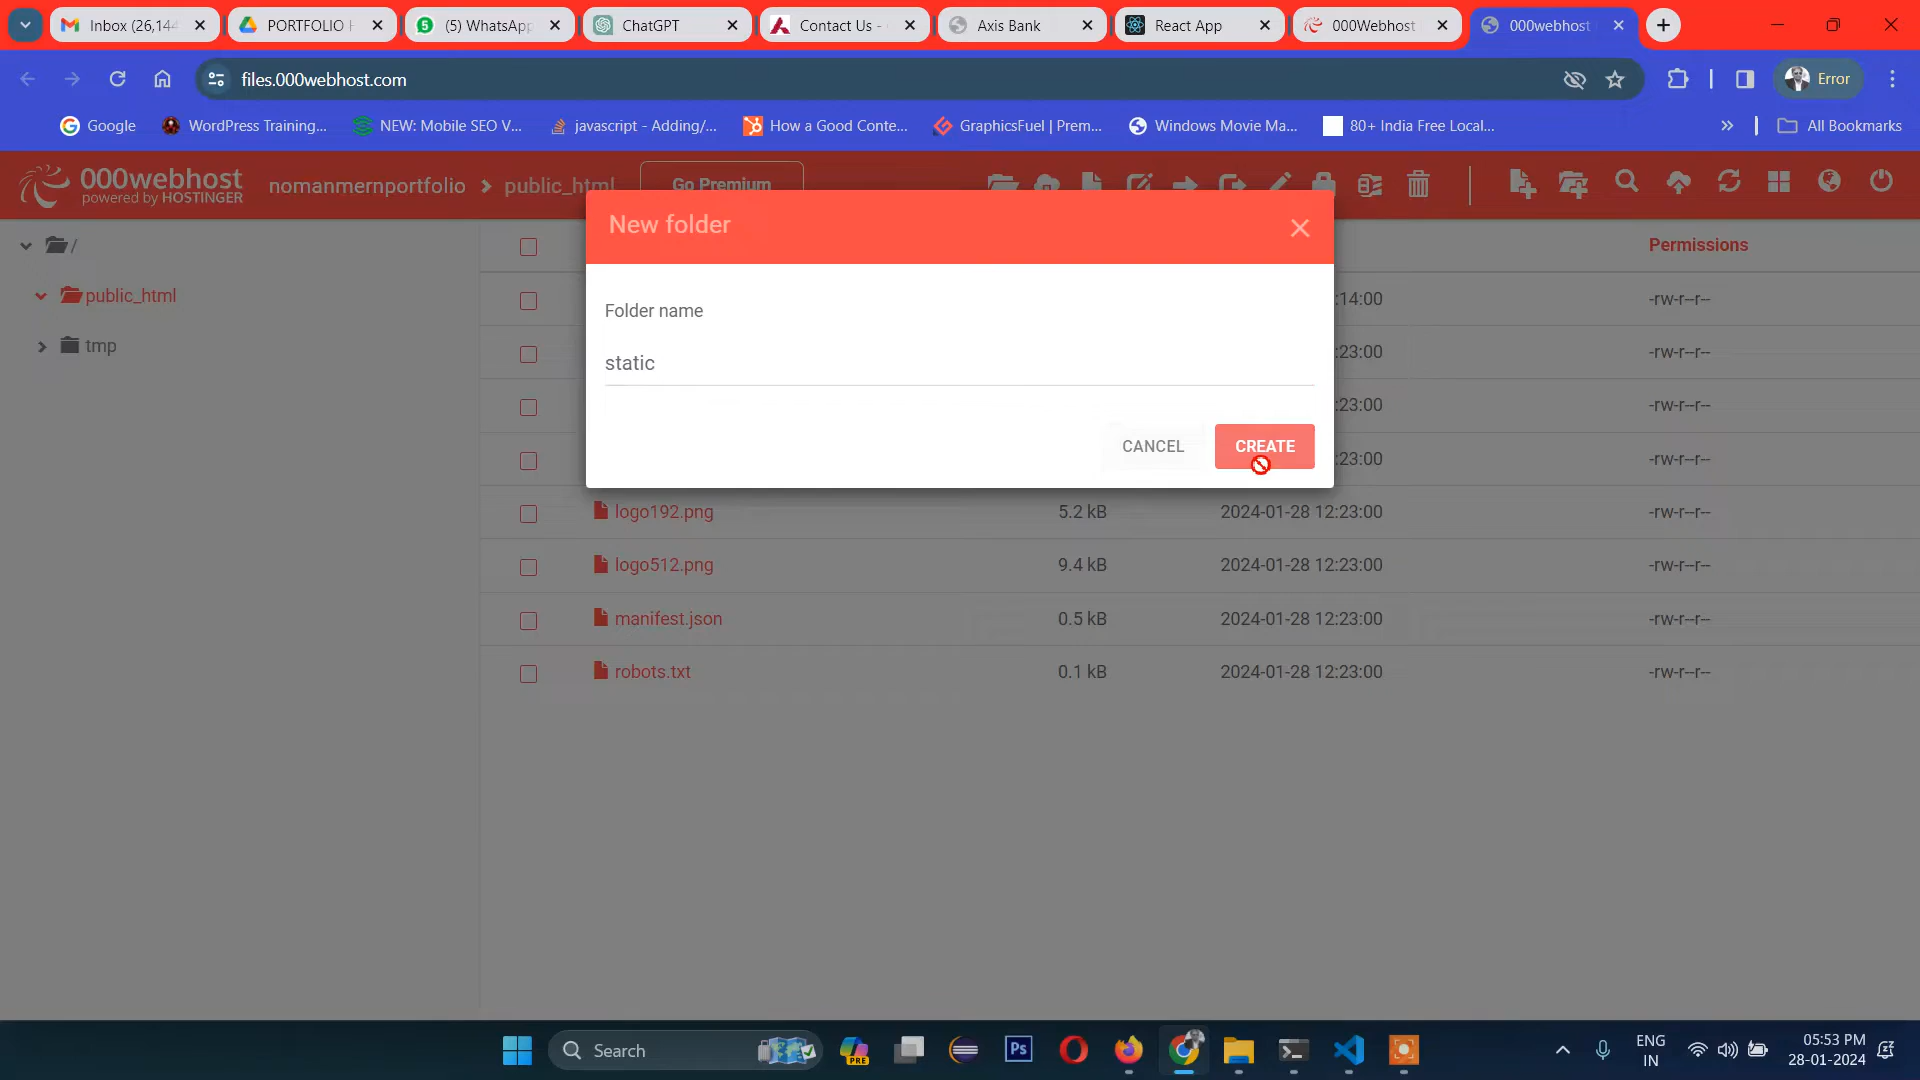 Inbox (26,144
PORTFOLIO
(5) WhatsApp
ChatGPT
Contact Us -
Axis Bank
React App
000Webhost
000webhost
files.000webhost.com
Error
Google
WordPress Training...
NEW: Mobile SEO V...
javascript - Adding/...
How a Good Conte...
GraphicsFuel | Prem...
Windows Movie Ma...
80+ India Free Local...
All Bookmarks
000webhost
powered by HOSTINGER
nomanmernportfolio
public_html
Go Premium
New folder
Folder name
static
CANCEL
CREATE
/
public_html
tmp
Permissions
:14:00 -rw-r--r--
:23:00 -rw-r--r--
:23:00 -rw-r--r--
:23:00 -rw-r--r--
logo192.png 5.2 kB 2024-01-28 12:23:00 -rw-r--r--
logo512.png 9.4 kB 2024-01-28 12:23:00 -rw-r--r--
manifest.json 0.5 kB 2024-01-28 12:23:00 -rw-r--r--
robots.txt 0.1 kB 2024-01-28 12:23:00 -rw-r--r--
Search
PRE
Ps
ENG
IN
05:53 PM
28-01-2024